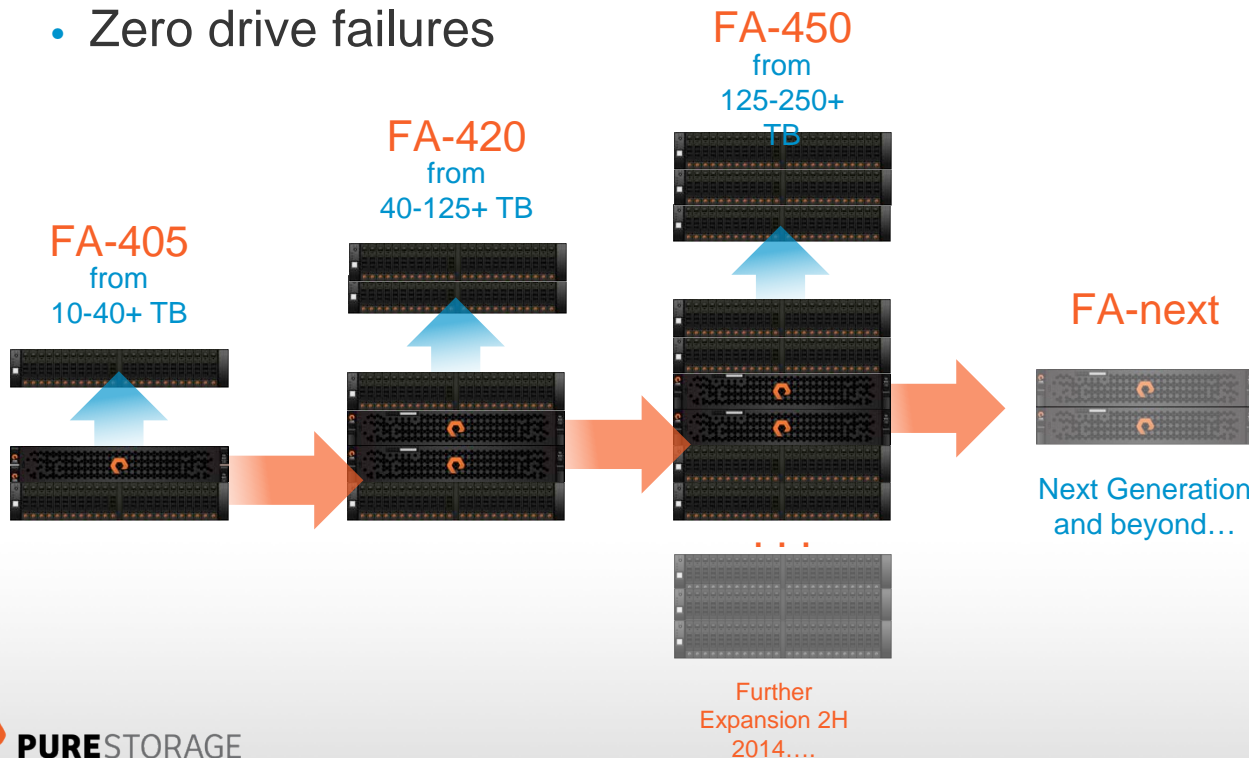 • Zero drive failures
FA-405
from
10-40+ TB
FA-420
from
40-125+ TB
FA-450
from
125-250+
TB
FA-next
Next Generation
and beyond…
. . .
Further
Expansion 2H
2014….
PURESTORAGE